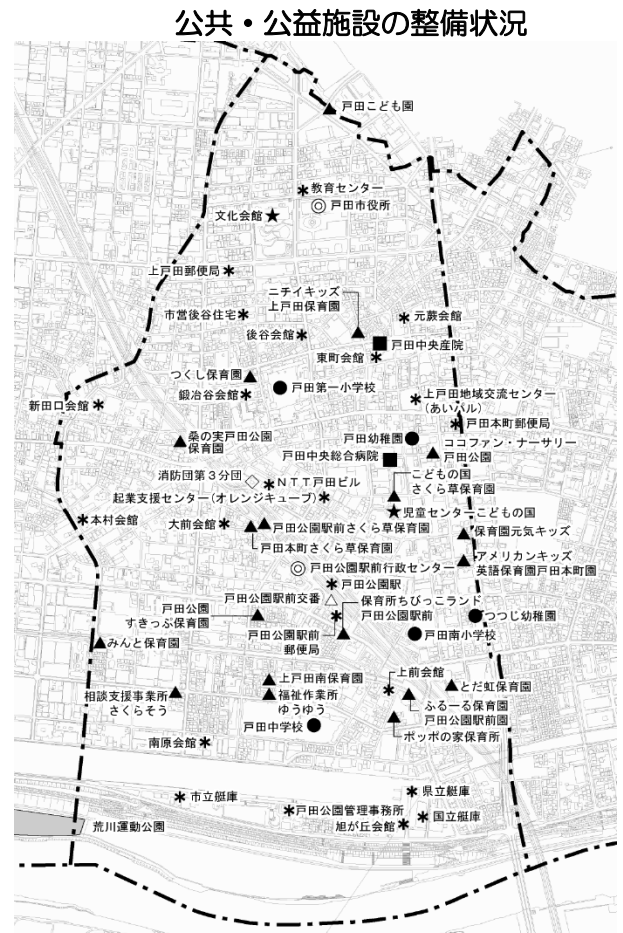 公共・公益施設の整備状況
戸田こども園
教育センター
戸田市役所
文化会館
上戸田郵便局
ニチイキッズ
上戸田保育園
市営後谷住宅
元蕨会館
後谷会館
戸田中央産院
東町会館
つくし保育園
戸田第一小学校
鍛冶谷会館
上戸田地域交流センター
(あいパル)
新田口会館
戸田本町郵便局
戸田幼稚園
ココファン・ナーサリー
戸田公園
桑の実戸田公園
保育園
戸田中央総合病院
こどもの国
さくら草保育園
消防団第3分団
NTT戸田ビル
起業支援センター(オレンジキューブ)
児童センターこどもの国
本村会館
大前会館
戸田公園駅前さくら草保育園
保育園元気キッズ
戸田本町さくら草保育園
アメリカンキッズ
英語保育園戸田本町園
戸田公園駅前行政センター
戸田公園駅
戸田公園駅前交番
保育所ちびっこランド
戸田公園駅前
戸田公園
すきっぷ保育園
つつじ幼稚園
戸田公園駅前
郵便局
戸田南小学校
みんと保育園
上戸田南保育園
上前会館
とだ虹保育園
相談支援事業所
さくらそう
福祉作業所
ゆうゆう
ふるーる保育園
戸田公園駅前園
戸田中学校
ポッポの家保育所
南原会館
市立艇庫
県立艇庫
戸田公園管理事務所
国立艇庫
荒川運動公園
旭が丘会館